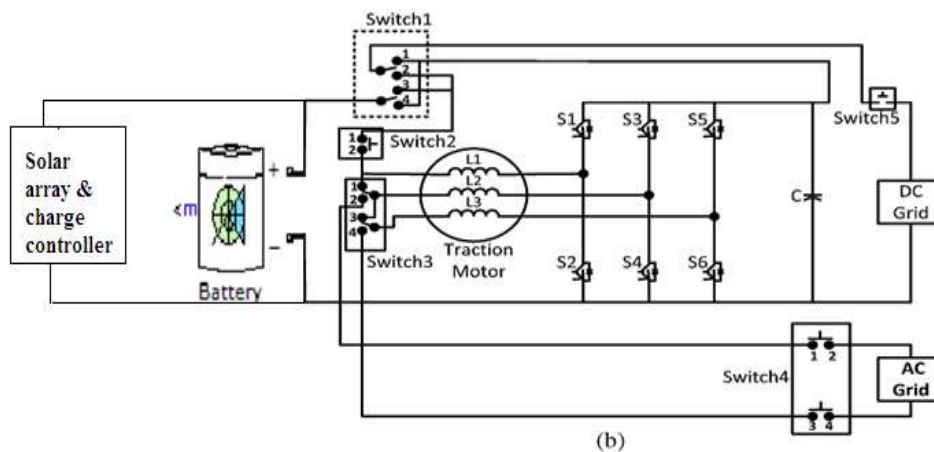 Switch1
1
2
3
4
Switch2
1
2
Solar
array &
charge
controller
+
−
Battery
1
2
3
4
Switch3
L1
L2
L3
Traction
Motor
S1
S3
S5
S2
S4
S6
C
Switch5
DC
Grid
Switch4
1 2
3 4
AC
Grid
(b)